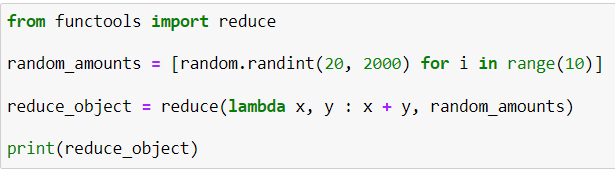 from functools import reduce
random_amounts = [random.randint(20, 2000) for i in range(10)]
reduce_object = reduce(lambda x, y : x + y, random_amounts)
print(reduce_object)